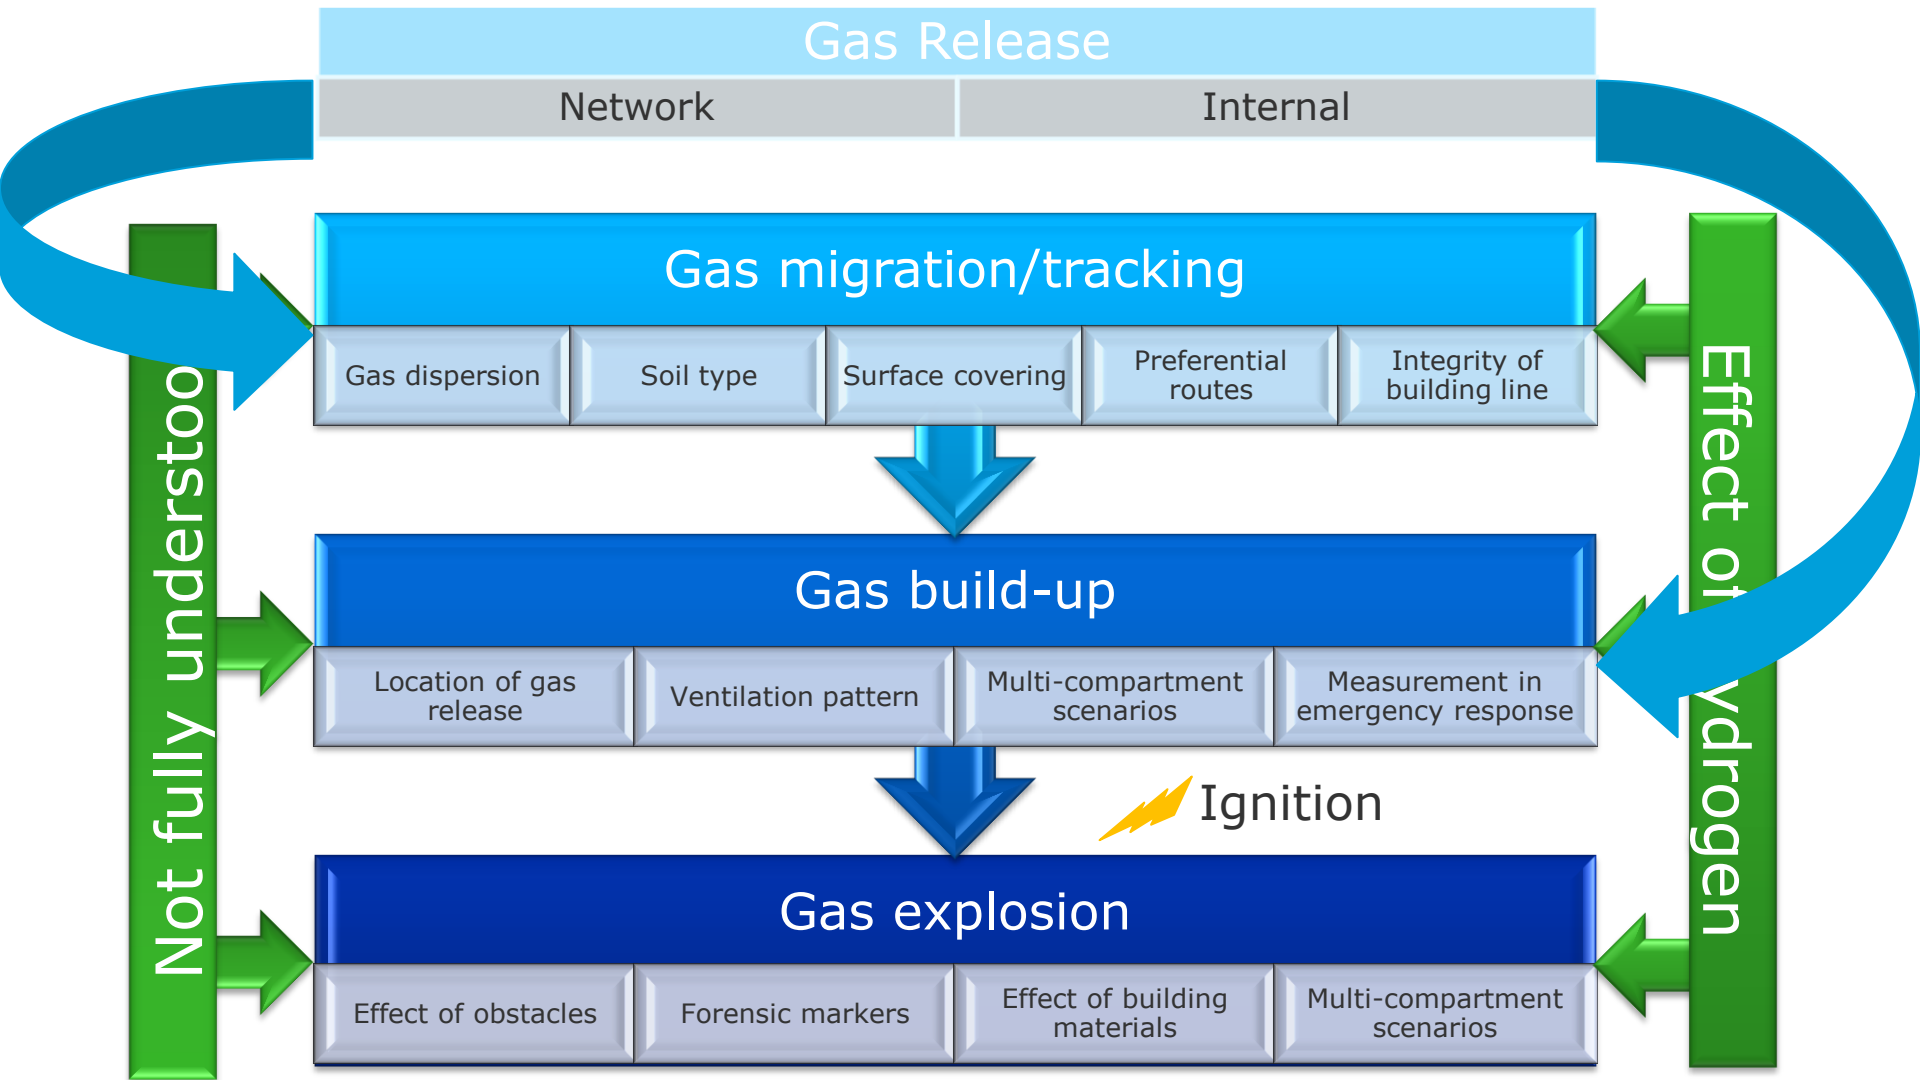 Gas Release
Network
Internal
Gas migration/tracking
Gas dispersion
Soil type
Surface covering
Preferential
routes
Integrity of
building line
Gas build-up
Location of gas
release
Ventilation pattern
Multi-compartment
scenarios
Measurement in
emergency response
Ignition
Gas explosion
Effect of obstacles
Forensic markers
Effect of building
materials
Multi-compartment
scenarios
Not fully understoo
Effect of ydrogen